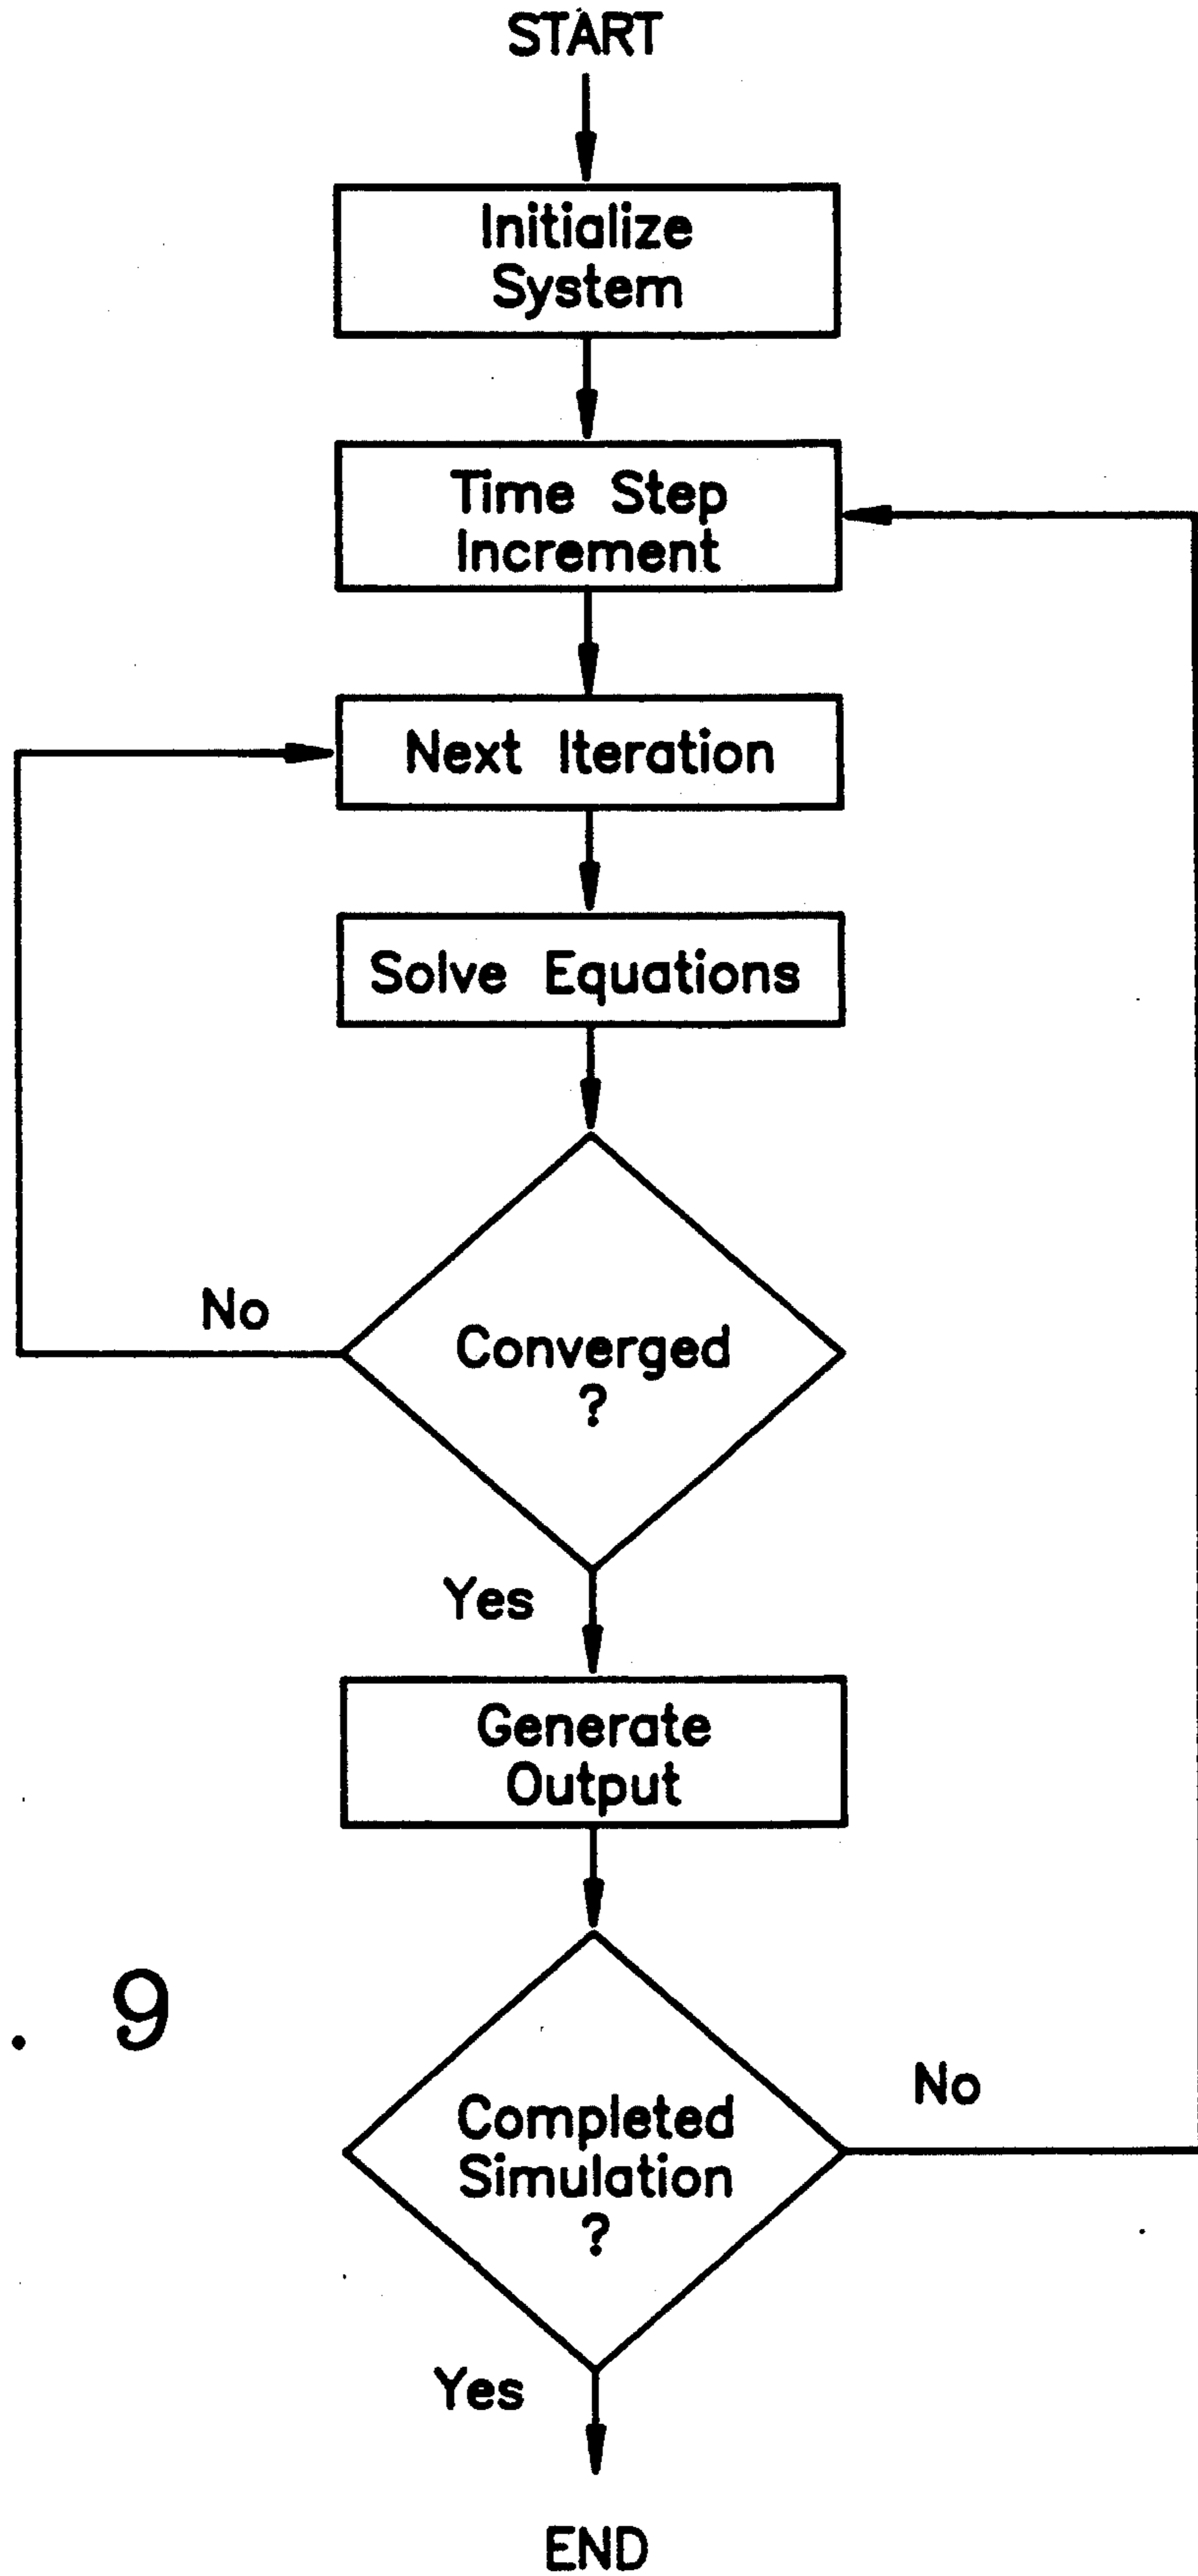 START
Initialize
System
Time Step
Increment
Next Iteration
Solve Equations
No
Converged
?
Yes
Generate
Output
. 9
No
Completed
Simulation
?
Yes
END